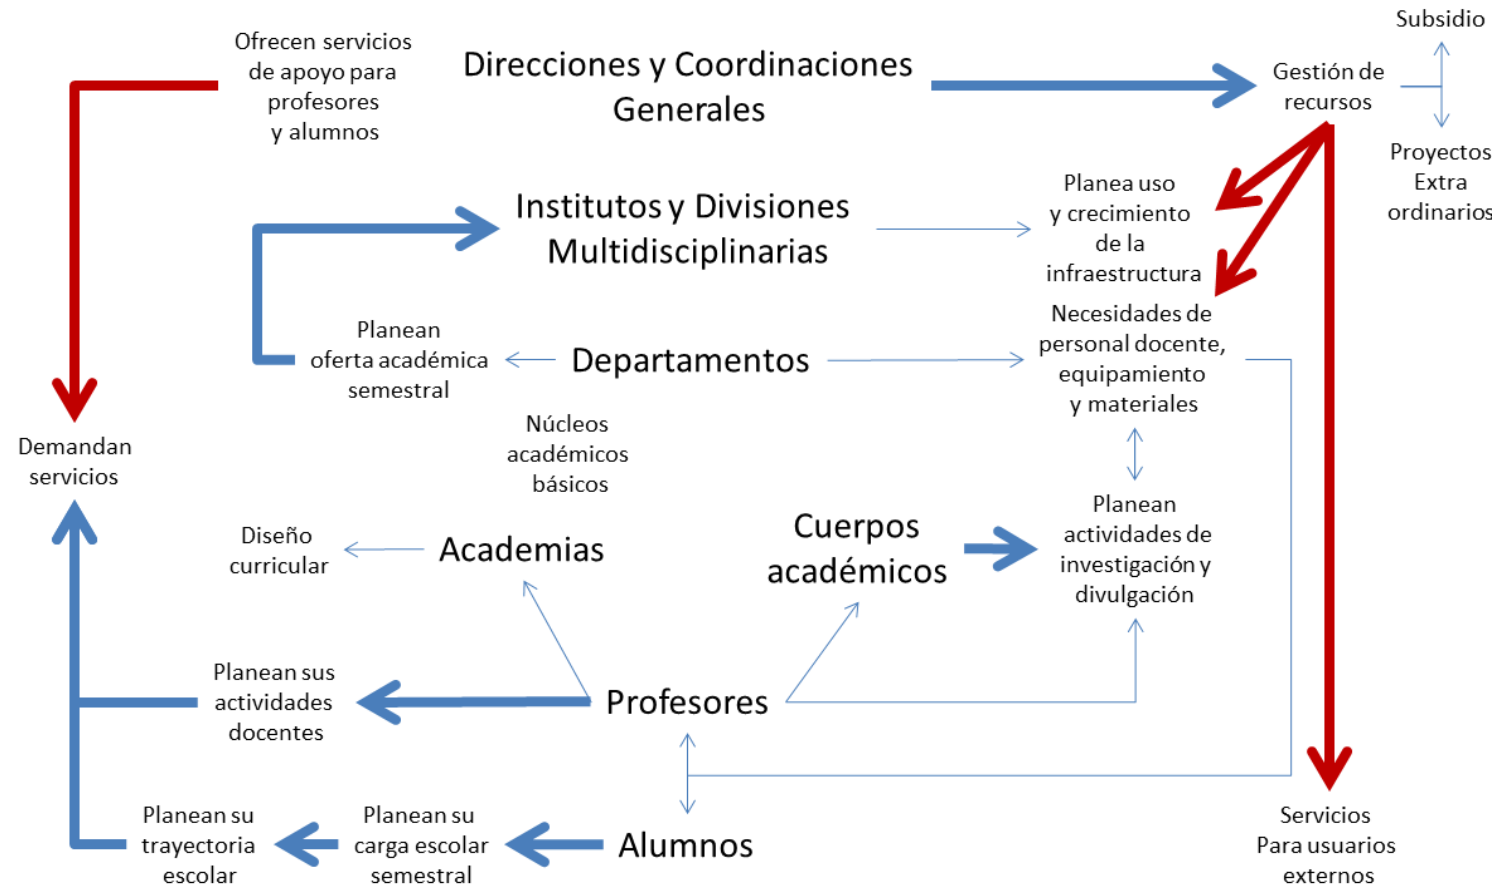 Subsidio
Ofrecen servicios
de apoyo para
profesores
y alumnos
Direcciones y Coordinaciones
Generales
Gestión de
recursos
Proyectos
Extra
ordinarios
Institutos y Divisiones
Multidisciplinarias
Planea uso
y crecimiento
de la
infraestructura
Planean
oferta académica
semestral
Departamentos
Necesidades de
personal docente,
equipamiento
y materiales
Núcleos
académicos
básicos
Demandan
servicios
Diseño
curricular
Academias
Cuerpos
académicos
Planean
actividades de
investigación y
divulgación
Planean sus
actividades
docentes
Profesores
Planean su
trayectoria
escolar
Planean su
carga escolar
semestral
Alumnos
Servicios
Para usuarios
externos